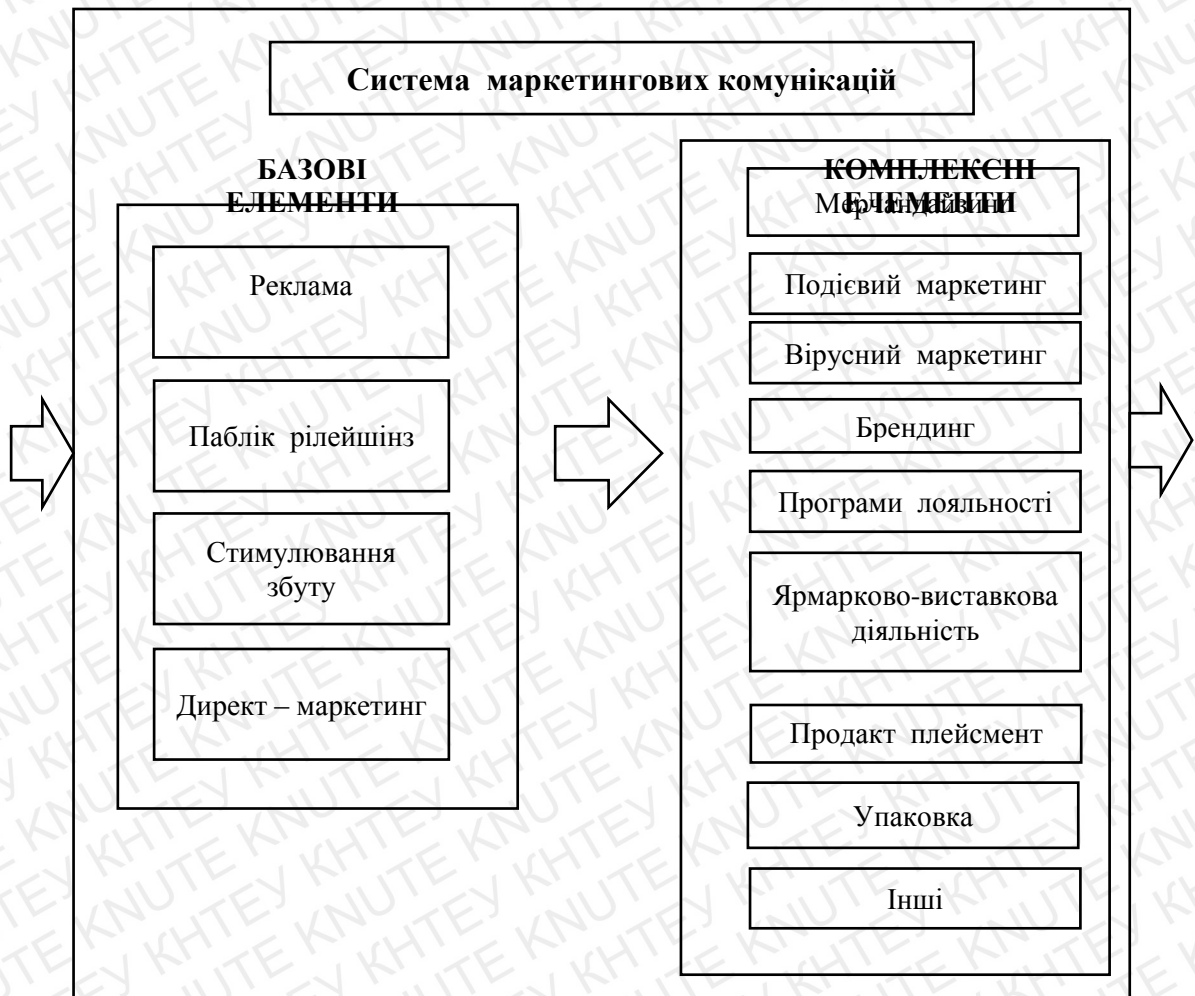 Система маркетингових комунікацій
БАЗОВІ
ЕЛЕМЕНТИ
Реклама
Паблік рілейшінз
Стимулювання
збуту
Директ – маркетинг
КОМПЛЕКСНІ
ЕЛЕМЕНТИ
Мерчандайзинг
Подієвий маркетинг
Вірусний маркетинг
Брендинг
Програми лояльності
Ярмарково-виставкова
діяльність
Продакт плейсмент
Упаковка
Інші